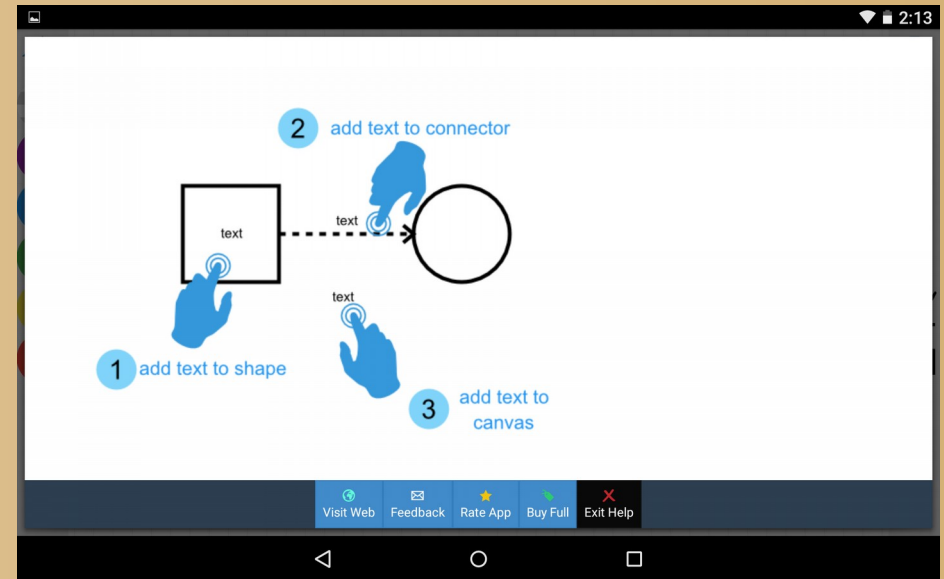 2:13
2 add text to connector
text
text
text
1 add text to shape
3 add text to
canvas
Visit Web Feedback Rate App Buy Full Exit Help